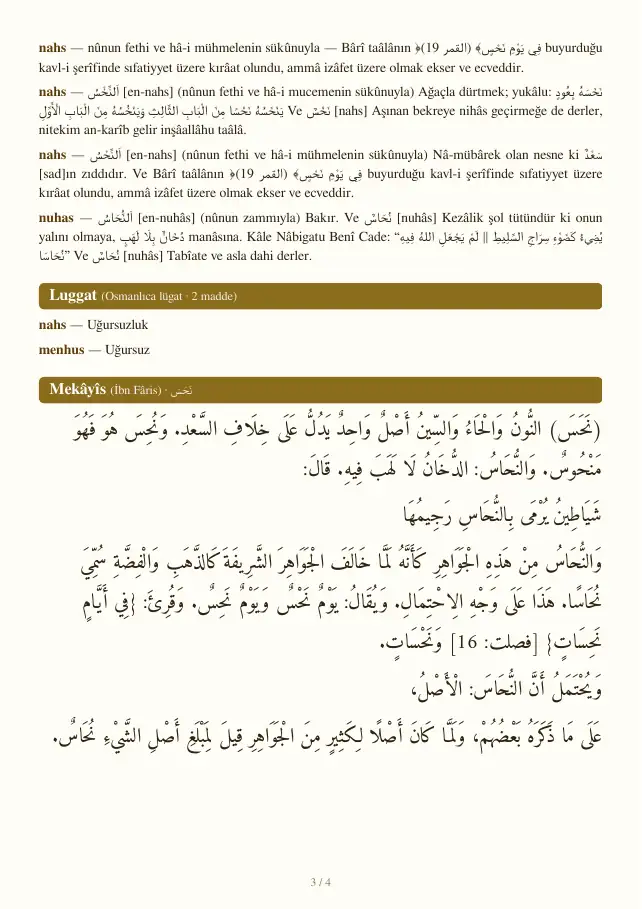 nahs — nûnun fethi ve hâ-i mühmelenin sükûnuyla — Bârî taâlânın ﴿فِي يَوْمِ نَحْسٍ﴾ (القمر 19) buyurduğu
kavl-i şerîfinde sıfatiyyet üzere kırâat olundu, ammâ izâfet üzere olmak ekser ve ecveddir.
nahs — اَلنَّخْسُ [en-nahs] (nûnun fethi ve hâ-i mucemenin sükûnuyla) Ağaçla dürtmek; yukâlu: نَخَسَهُ بِعُودٍ
يَنْخَسُهُ نَخْسًا مِنَ الْبَابِ الثَّالِثِ وَيَنْخُسُهُ مِنَ الْبَابِ الْأَوَّلِ Ve نَخْسٌ [nahs] Aşınan bekreye nihâs geçirmeğe de derler,
nitekim an-karîb gelir inşâallâhu taâlâ.
nahs — اَلنَّحْسُ [en-nahs] (nûnun fethi ve hâ-i mühmelenin sükûnuyla) Nâ-mübârek olan nesne ki سَعْدٌ
[sad]ın zıddıdır. Ve Bârî taâlânın ﴿فِي يَوْمِ نَحْسٍ﴾ (القمر 19) buyurduğu kavl-i şerîfinde sıfatiyyet üzere
kırâat olundu, ammâ izâfet üzere olmak ekser ve ecveddir.
nuhas — اَلنُّحَاسُ [en-nuhâs] (nûnun zammıyla) Bakır. Ve نُحَاسٌ [nuhâs] Kezâlik şol tütündür ki onun
yalını olmaya, دُخَانٌ بِلَا لَهَبٍ manâsına. Kâle Nâbigatu Benî Cade: “يُضِيءُ كَضَوْءِ سِرَاجِ السَّلِيطِ || لَمْ يَجْعَلِ اللهُ فِيهِ
نُحَاسَا” Ve نُحَاسٌ [nuhâs] Tabîate ve asla dahi derler.
Luggat (Osmanlıca lügat · 2 madde)
nahs — Uğursuzluk
menhus — Uğursuz
Mekâyîs (İbn Fâris) · نَحَسَ
(نَحَسَ) النُّونُ وَالْحَاءُ وَالسِّينُ أَصْلٌ وَاحِدٌ يَدُلُّ عَلَى خِلَافِ السَّعْدِ. وَنُحِسَ هُوَ فَهُوَ
مَنْحُوسٌ. وَالنُّحَاسُ: الدُّخَانُ لَا لَهَبَ فِيهِ. قَالَ:
شَيَاطِينُ يُرْمَى بِالنُّحَاسِ رَجِيمُهَا
وَالنُّحَاسُ مِنْ هَذِهِ الْجَوَاهِرِ كَأَنَّهُ لَمَّا خَالَفَ الْجَوَاهِرَ الشَّرِيفَةَ كَالذَّهَبِ وَالْفِضَّةِ سُمِّيَ
نُحَاسًا. هَذَا عَلَى وَجْهِ الِاحْتِمَالِ. وَيُقَالُ: يَوْمٌ نَحْسٌ وَيَوْمٌ نَحِسٌ. وَقُرِئَ: {فِي أَيَّامٍ
نَحِسَاتٍ} [فصلت: 16] وَنَحْسَاتٍ.
وَيُحْتَمَلُ أَنَّ النُّحَاسَ: الْأَصْلُ،
عَلَى مَا ذَكَرَهُ بَعْضُهُمْ، وَلَمَّا كَانَ أَصْلًا لِكَثِيرٍ مِنَ الْجَوَاهِرِ قِيلَ لِمَبْلَغِ أَصْلِ الشَّيْءِ نُحَاسٌ.
3 / 4